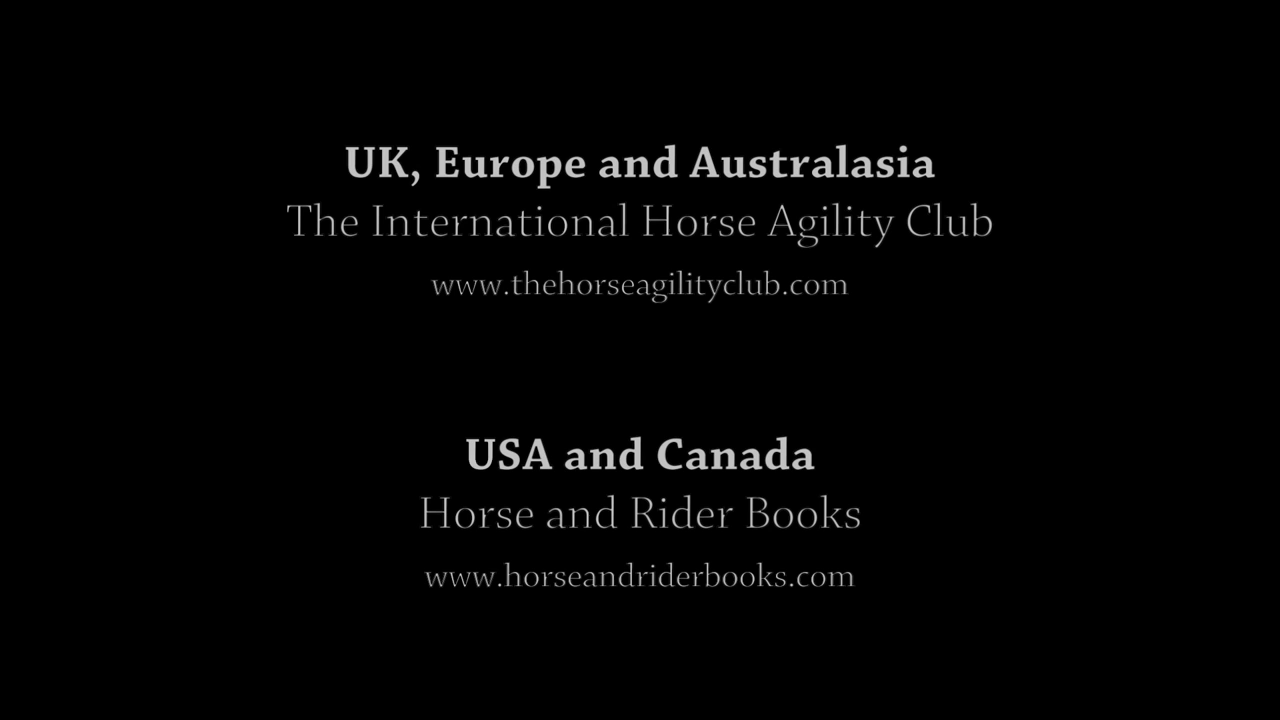 UK, Europe and Australasia
The International Horse Agility Club
www.thehorseagilityclub.com
USA and Canada
Horse and Rider Books
www.horseandriderbooks.com